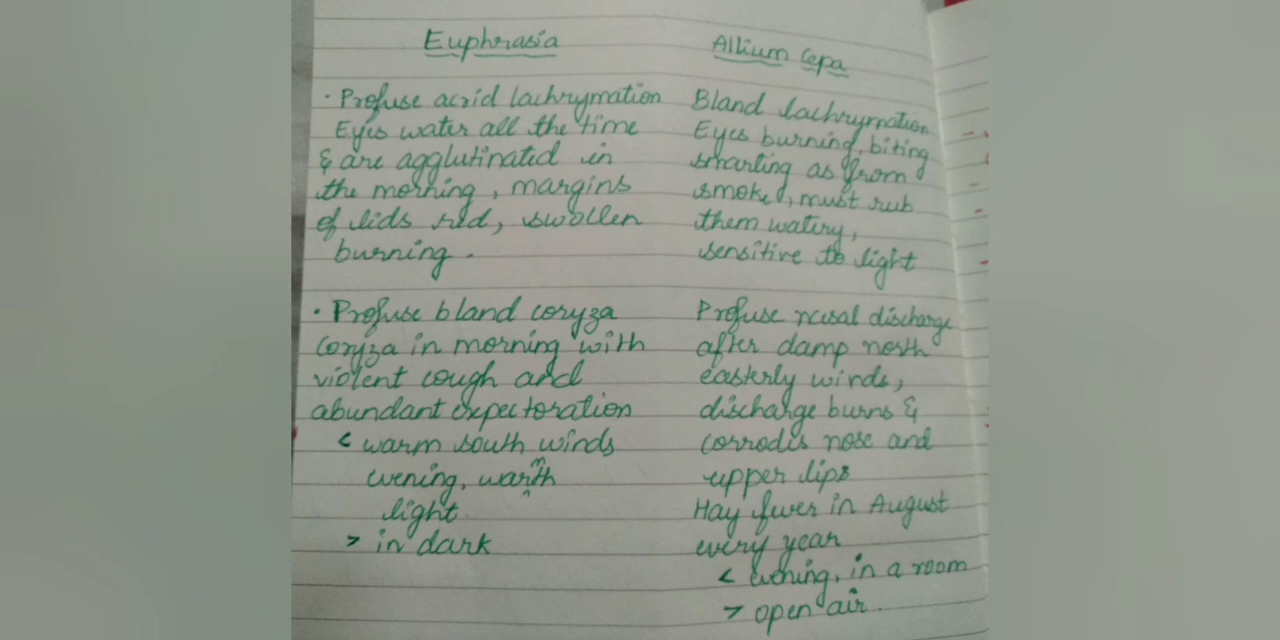 Euphrasia
· Profuse acrid lachrymation
Eyes water all the time
& are agglutinated in
the morning, margins
of lids red, swollen
burning.
· Profuse bland coryza
Coryza in morning with
violent cough and
abundant expectoration
< warm south winds
evening, warmth
light
> in dark
Allium Cepa
Bland lachrymation
Eyes burning, biting
smarting as from
smoke, must rub
them watery,
sensitive to light
Profuse nasal discharge
after damp north
easterly winds,
discharge burns &
corrodes nose and
upper lips
Hay fever in August
every year
< evening, in a room
> open air.